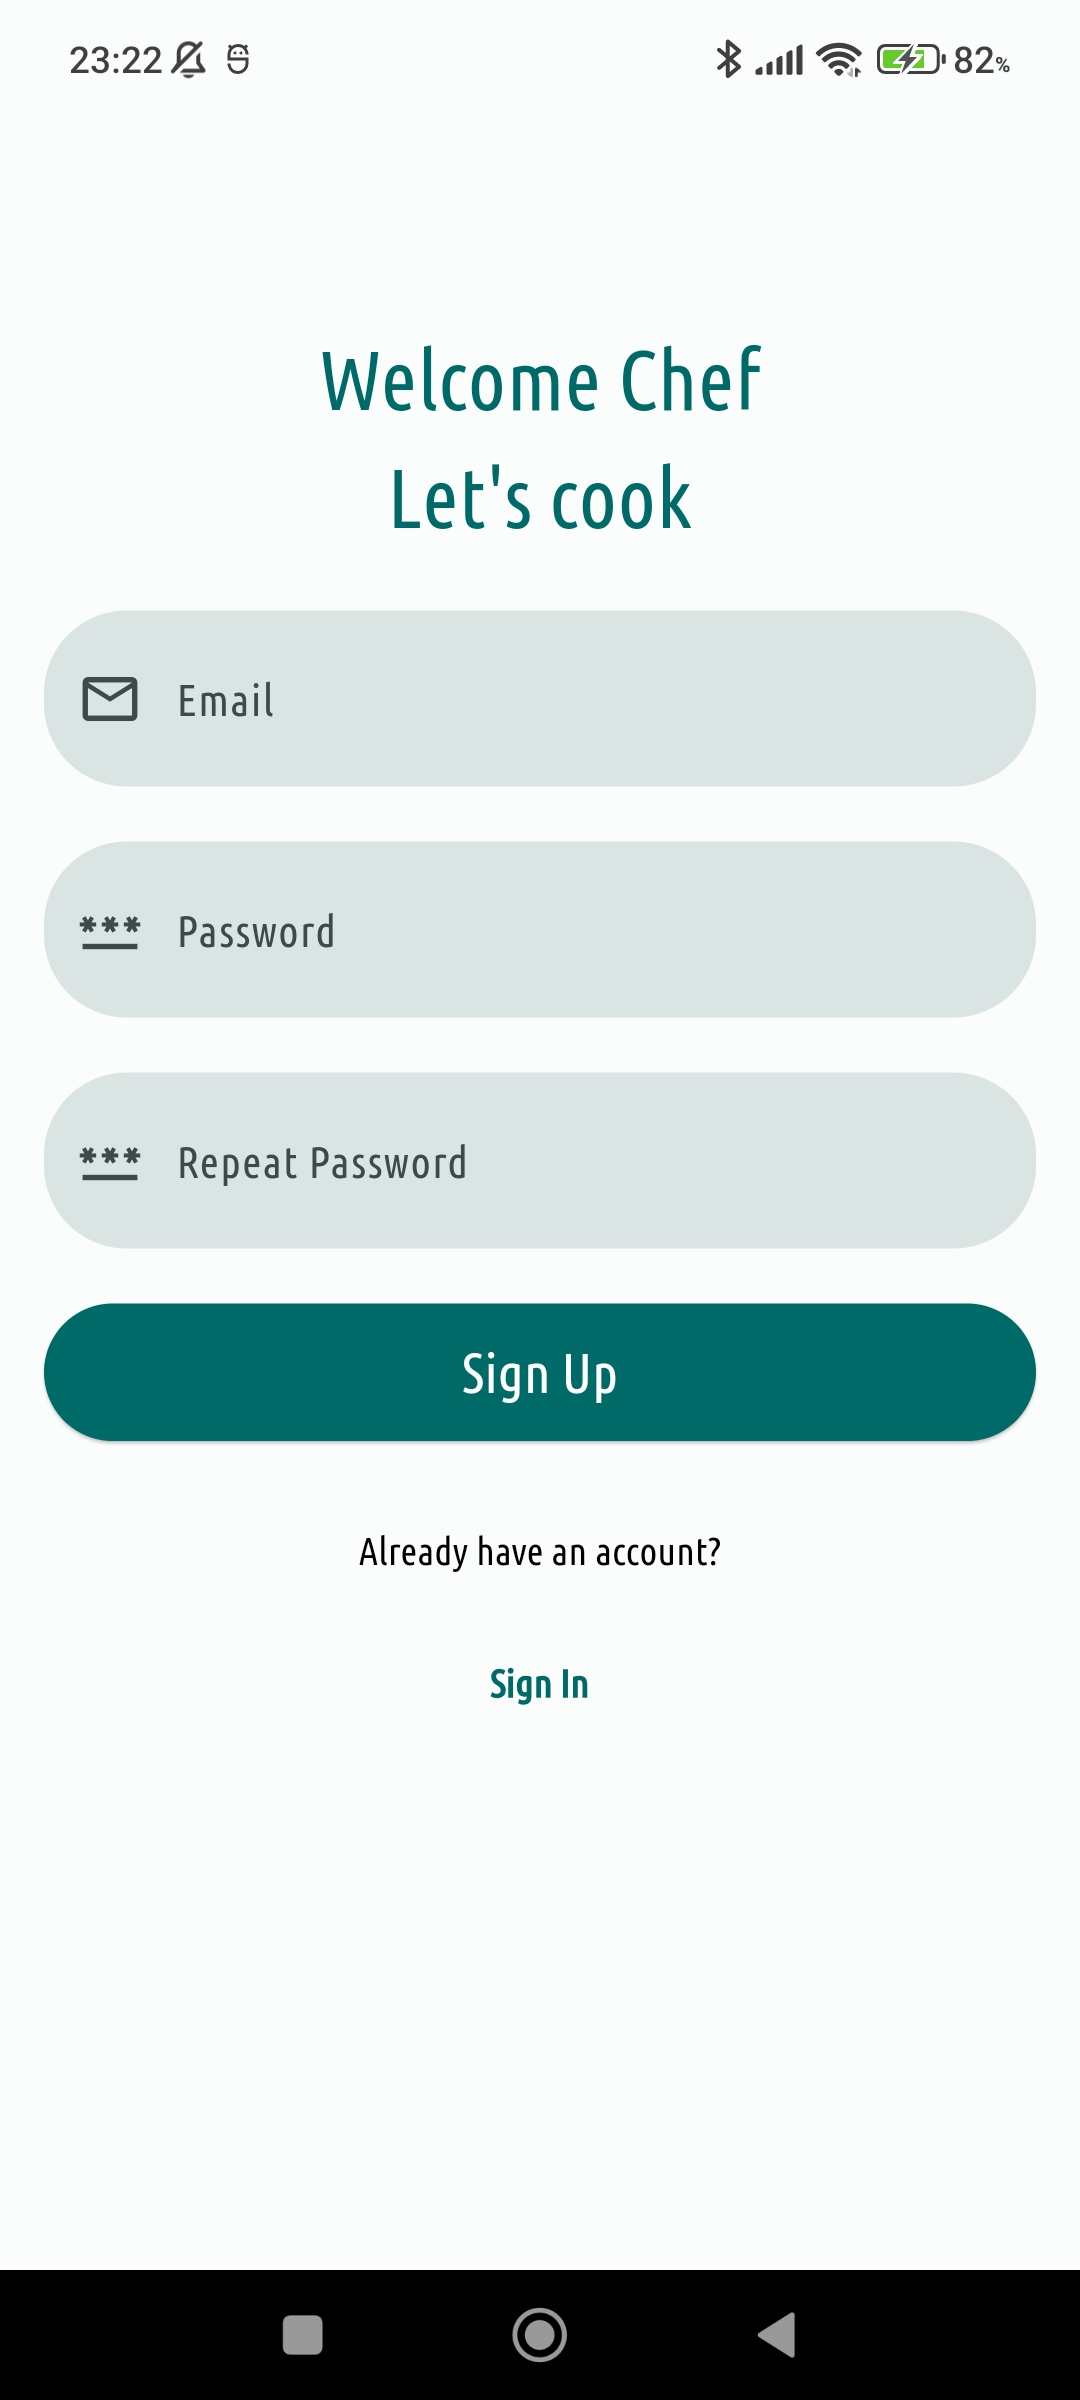 23:22 82%
Welcome Chef
Let's cook
Email
*** Password
*** Repeat Password
Sign Up
Already have an account?
Sign In